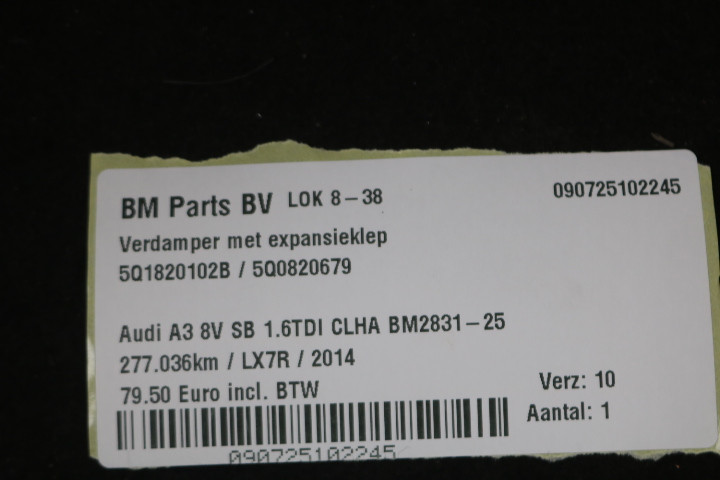 BM Parts BV LOK 8-38 090725102245
Verdamper met expansieklep
5Q1820102B / 5Q0820679
Audi A3 8V SB 1.6TDI CLHA BM2831-25
277.036km / LX7R / 2014
79.50 Euro incl. BTW
Verz: 10
Aantal: 1
090725102245